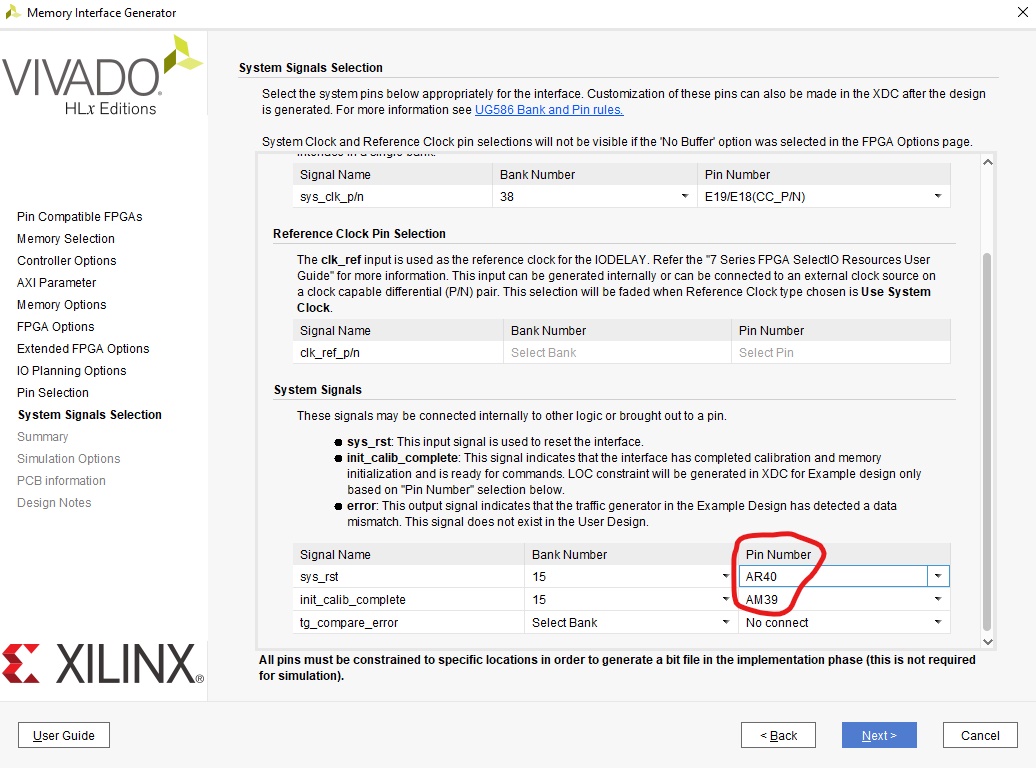 Memory Interface Generator
VIVADO
HLx Editions
Pin Compatible FPGAs
Memory Selection
Controller Options
AXI Parameter
Memory Options
FPGA Options
Extended FPGA Options
IO Planning Options
Pin Selection
System Signals Selection
Summary
Simulation Options
PCB information
Design Notes
XILINX®
System Signals Selection
Select the system pins below appropriately for the interface. Customization of these pins can also be made in the XDC after the design
is generated. For more information see UG586 Bank and Pin rules.
System Clock and Reference Clock pin selections will not be visible if the 'No Buffer' option was selected in the FPGA Options page.
interface in a single bank.
Signal Name Bank Number Pin Number
sys_clk_p/n 38 E19/E18(CC_P/N)
Reference Clock Pin Selection
The clk_ref input is used as the reference clock for the IODELAY. Refer the "7 Series FPGA SelectIO Resources User
Guide" for more information. This input can be generated internally or can be connected to an external clock source on
a clock capable differential (P/N) pair. This selection will be faded when Reference Clock type chosen is Use System
Clock.
Signal Name Bank Number Pin Number
clk_ref_p/n Select Bank Select Pin
System Signals
These signals may be connected internally to other logic or brought out to a pin.
● sys_rst: This input signal is used to reset the interface.
● init_calib_complete: This signal indicates that the interface has completed calibration and memory
initialization and is ready for commands. LOC constraint will be generated in XDC for Example design only
based on "Pin Number" selection below.
● error: This output signal indicates that the traffic generator in the Example Design has detected a data
mismatch. This signal does not exist in the User Design.
Signal Name Bank Number Pin Number
sys_rst 15 AR40
init_calib_complete 15 AM39
tg_compare_error Select Bank No connect
All pins must be constrained to specific locations in order to generate a bit file in the implementation phase (this is not required
for simulation).
User Guide < Back Next > Cancel